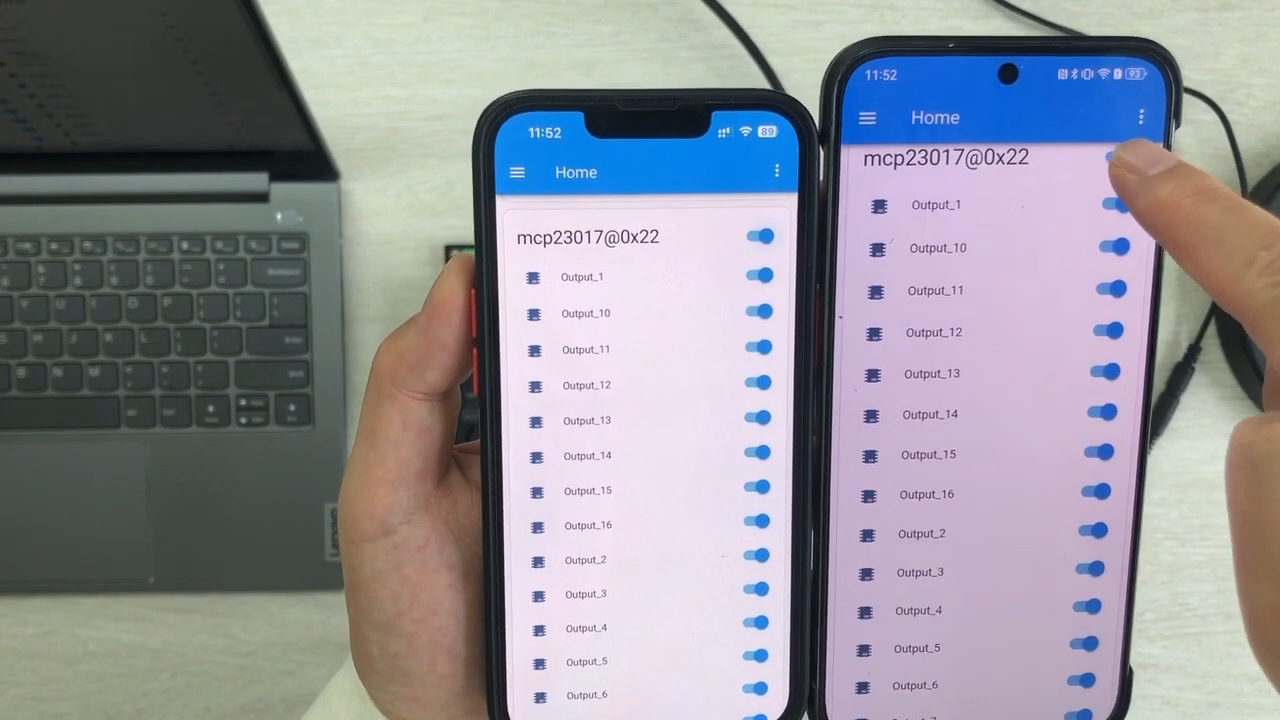 11:52
89
Home
mcp23017@0x22
Output_1
Output_10
Output_11
Output_12
Output_13
Output_14
Output_15
Output_16
Output_2
Output_3
Output_4
Output_5
Output_6
11:52
93
Home
mcp23017@0x22
Output_1
Output_10
Output_11
Output_12
Output_13
Output_14
Output_15
Output_16
Output_2
Output_3
Output_4
Output_5
Output_6